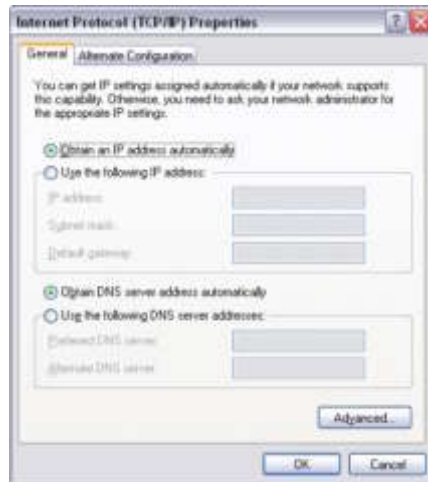 Internet Protocol (TCP/IP) Properties
General
Alternate Configuration
You can get IP settings assigned automatically if your network supports
this capability. Otherwise, you need to ask your network administrator for
the appropriate IP settings.
Obtain an IP address automatically
Use the following IP address:
IP address:
Subnet mask:
Default gateway:
Obtain DNS server address automatically
Use the following DNS server addresses:
Preferred DNS server:
Alternate DNS server:
Advanced...
OK
Cancel